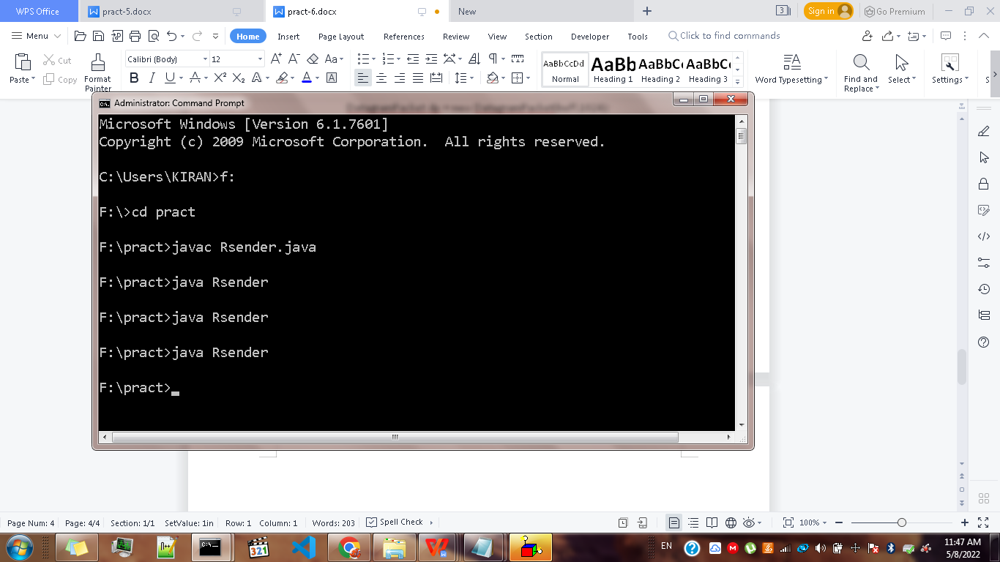 WPS Office
pract-5.docx
pract-6.docx
New
3
Sign in
Go Premium
Menu
Home
Insert
Page Layout
References
Review
View
Section
Developer
Tools
Click to find commands
Paste
Cut
Copy
Format
Painter
Calibri (Body)
12
AaBbCcDd
Normal
AaBb
Heading 1
AaBbC
Heading 2
AaBbC
Heading 3
Word Typesetting
Find and
Replace
Select
Settings
S
Administrator: Command Prompt
Microsoft Windows [Version 6.1.7601]
Copyright (c) 2009 Microsoft Corporation.  All rights reserved.
C:\Users\KIRAN>f:
F:\>cd pract
F:\pract>javac Rsender.java
F:\pract>java Rsender
F:\pract>java Rsender
F:\pract>java Rsender
F:\pract>
Page Num: 4
Page: 4/4
Section: 1/1
SetValue: 1in
Row: 1
Column: 1
Words: 203
Spell Check
100%
321
EN
11:47 AM
5/8/2022